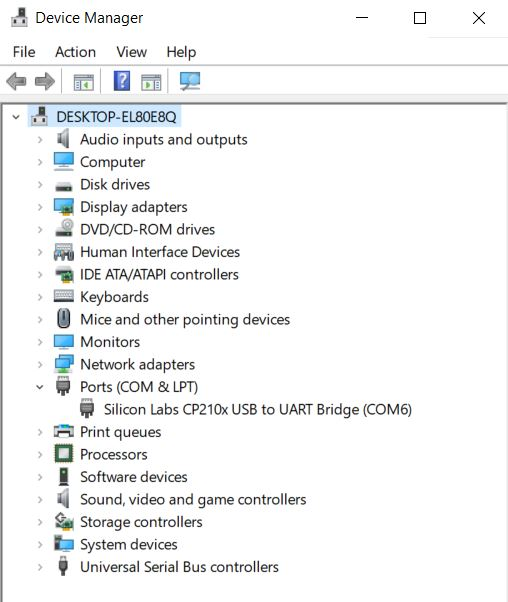 Device Manager
File Action View Help
DESKTOP-EL80E8Q
Audio inputs and outputs
Computer
Disk drives
Display adapters
DVD/CD-ROM drives
Human Interface Devices
IDE ATA/ATAPI controllers
Keyboards
Mice and other pointing devices
Monitors
Network adapters
Ports (COM & LPT)
Silicon Labs CP210x USB to UART Bridge (COM6)
Print queues
Processors
Software devices
Sound, video and game controllers
Storage controllers
System devices
Universal Serial Bus controllers